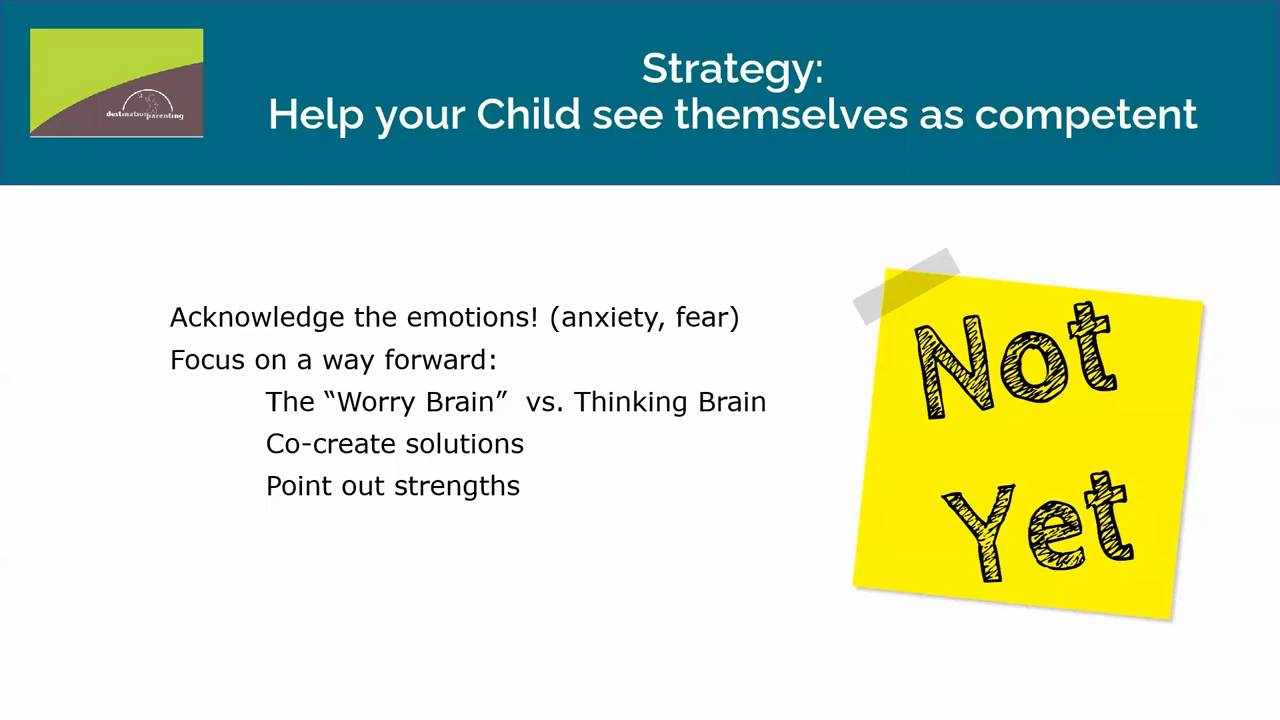 Strategy:
Help your Child see themselves as competent
destinationparenting
Acknowledge the emotions! (anxiety, fear)
Focus on a way forward:
The “Worry Brain”  vs. Thinking Brain
Co-create solutions
Point out strengths
Not
Yet